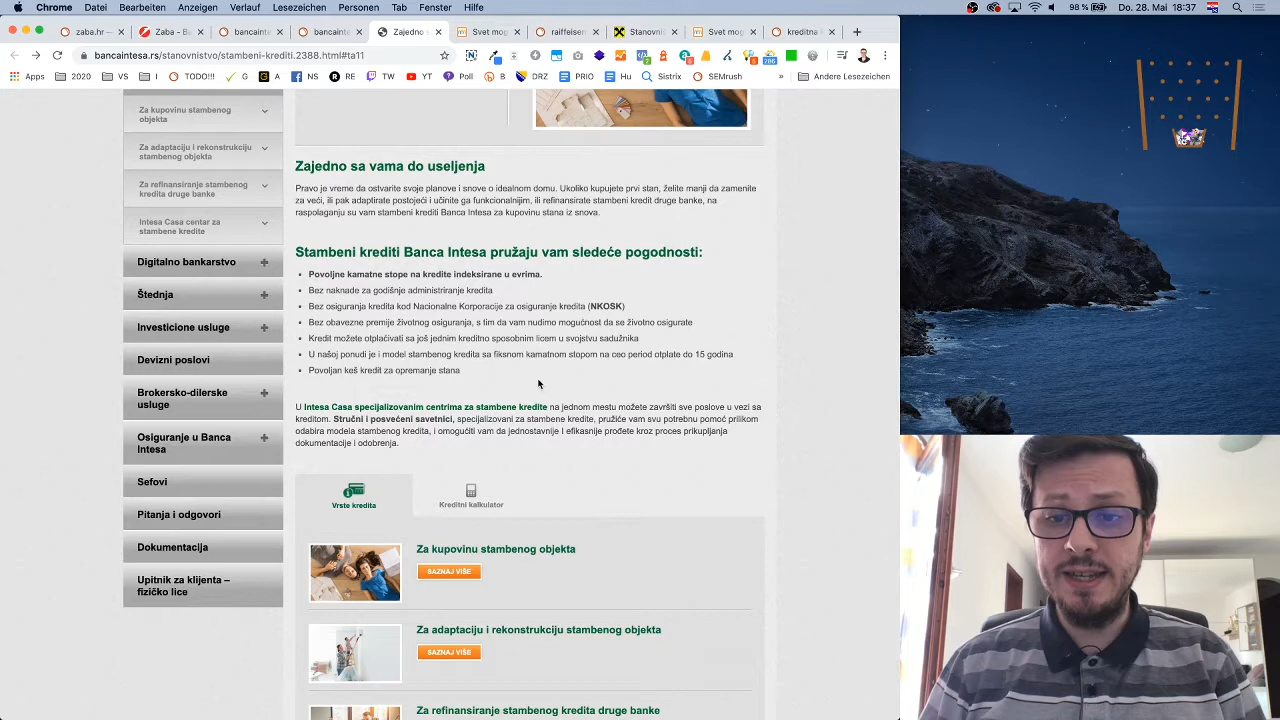 Chrome Datei Bearbeiten Anzeigen Verlauf Lesezeichen Personen Tab Fenster Hilfe 98 % Do. 28. Mai 18:37
zaba.hr – Zaba - B bancainte bancainte Zajedno s Svet mog raiffeisen Stanovni Svet mog kreditna k
bancaintesa.rs/stanovnistvo/stambeni-krediti.2388.html#ta11
Apps 2020 VS TODO!!! G A NS RE TW YT Poll B DRZ PRIO Hu Sistrix SEmrush » Andere Lesezeichen
Za kupovinu stambenog
objekta
Za adaptaciju i rekonstrukciju
stambenog objekta
Za refinansiranje stambenog
kredita druge banke
Intesa Casa centar za
stambene kredite
Digitalno bankarstvo
Štednja
Investicione usluge
Devizni poslovi
Brokersko-dilerske
usluge
Osiguranje u Banca
Intesa
Sefovi
Pitanja i odgovori
Dokumentacija
Upitnik za klijenta –
fizičko lice
Zajedno sa vama do useljenja
Pravo je vreme da ostvarite svoje planove i snove o idealnom domu. Ukoliko kupujete prvi stan, želite manji da zamenite
za veći, ili pak adaptirate postojeći i učinite ga funkcionalnijim, ili refinansirate stambeni kredit druge banke, na
raspolaganju su vam stambeni krediti Banca Intesa za kupovinu stana iz snova.
Stambeni krediti Banca Intesa pružaju vam sledeće pogodnosti:
Povoljne kamatne stope na kredite indeksirane u evrima.
Bez naknade za godišnje administriranje kredita
Bez osiguranja kredita kod Nacionalne Korporacije za osiguranje kredita (NKOSK)
Bez obavezne premije životnog osiguranja, s tim da vam nudimo mogućnost da se životno osigurate
Kredit možete otplaćivati sa još jednim kreditno sposobnim licem u svojstvu sadužnika
U našoj ponudi je i model stambenog kredita sa fiksnom kamatnom stopom na ceo period otplate do 15 godina
Povoljan keš kredit za opremanje stana
U Intesa Casa specijalizovanim centrima za stambene kredite na jednom mestu možete završiti sve poslove u vezi sa
kreditom. Stručni i posvećeni savetnici, specijalizovani za stambene kredite, pružiće vam svu potrebnu pomoć prilikom
odabira modela stambenog kredita, i omogućiti vam da jednostavnije I efikasnije prođete kroz proces prikupljanja
dokumentacije i odobrenja.
Vrste kredita
Kreditni kalkulator
Za kupovinu stambenog objekta
SAZNAJ VIŠE
Za adaptaciju i rekonstrukciju stambenog objekta
SAZNAJ VIŠE
Za refinansiranje stambenog kredita druge banke